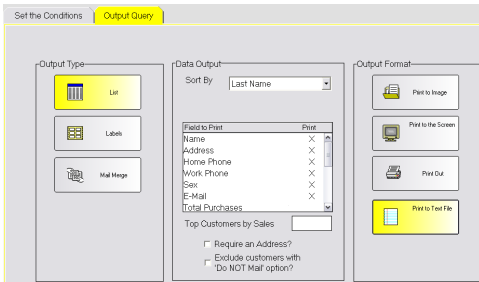 Set the Conditions
Output Query
Output Type
List
Labels
Mail Merge
Data Output
Sort By
Last Name
Field to Print Print
Name X
Address X
Home Phone X
Work Phone X
Sex X
E-Mail X
Total Purchases
Top Customers by Sales
Require an Address?
Exclude customers with
'Do NOT Mail' option?
Output Format
Print to Image
Print to the Screen
Print Out
Print to Text File